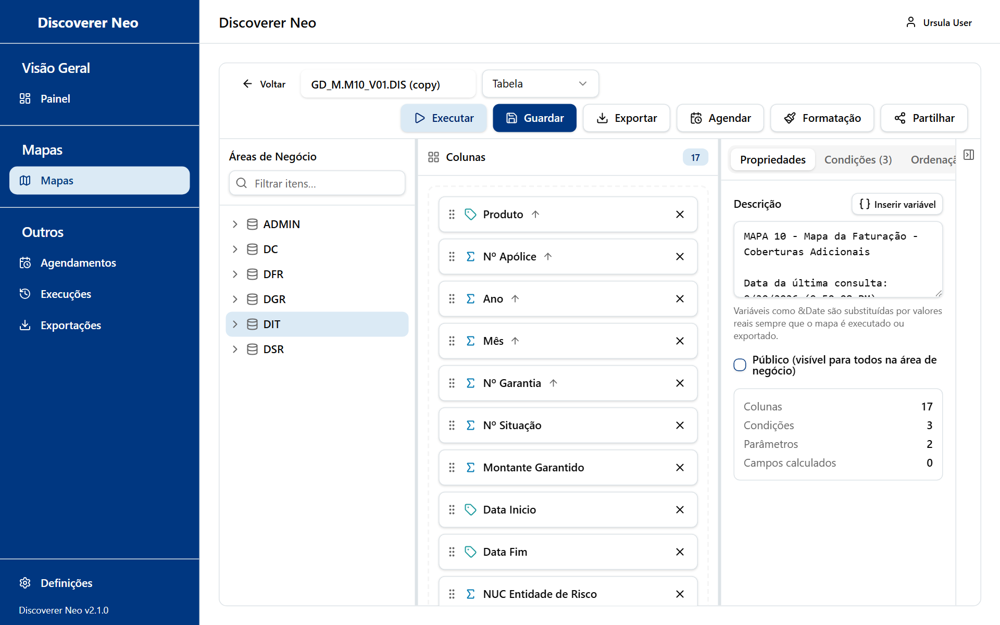 Discoverer Neo
Discoverer Neo
Ursula User
Visão Geral
Painel
Mapas
Mapas
Outros
Agendamentos
Execuções
Exportações
Definições
Discoverer Neo v2.1.0
Voltar
GD_M.M10_V01.DIS (copy)
Tabela
Executar
Guardar
Exportar
Agendar
Formatação
Partilhar
Áreas de Negócio
Filtrar itens...
ADMIN
DC
DFR
DGR
DIT
DSR
Colunas
17
Produto
Nº Apólice
Ano
Mês
Nº Garantia
Nº Situação
Montante Garantido
Data Inicio
Data Fim
NUC Entidade de Risco
Propriedades
Condições (3)
Ordenaçã
Descrição
{ } Inserir variável
MAPA 10 - Mapa da Faturação -
Coberturas Adicionais
Data da última consulta:
Variáveis como &Date são substituídas por valores
reais sempre que o mapa é executado ou
exportado.
Público (visível para todos na área de
negócio)
Colunas 17
Condições 3
Parâmetros 2
Campos calculados 0